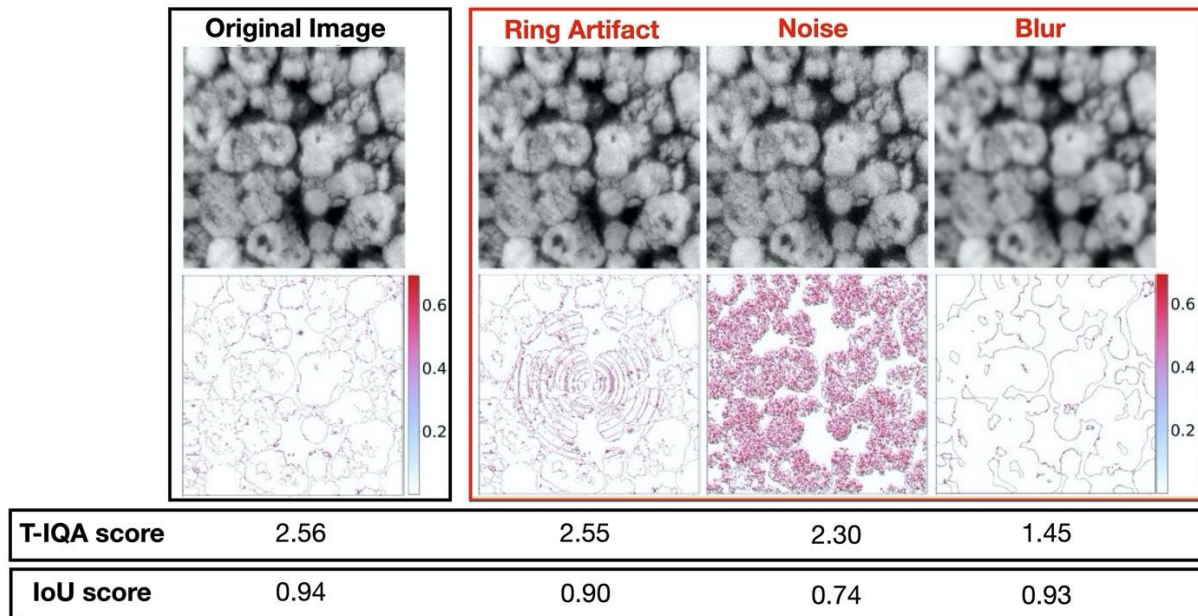 Original Image
Ring Artifact
Noise
Blur
0.6
0.4
0.2
0.6
0.4
0.2
T-IQA score 2.56 2.55 2.30 1.45
IoU score 0.94 0.90 0.74 0.93